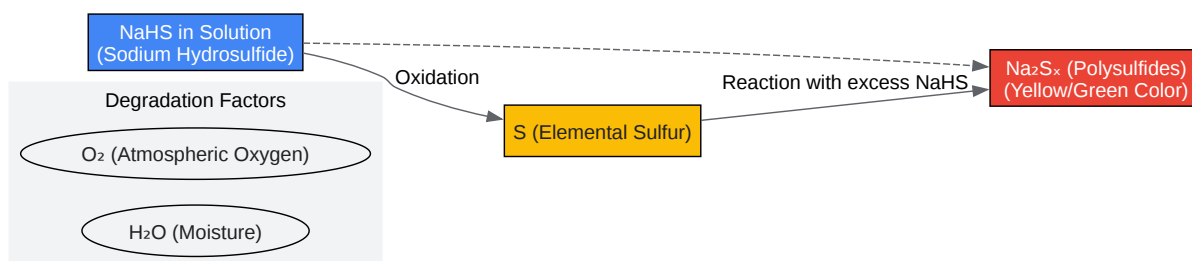 NaHS in Solution
(Sodium Hydrosulfide)
Degradation Factors
O₂ (Atmospheric Oxygen)
H₂O (Moisture)
Oxidation
S (Elemental Sulfur)
Reaction with excess NaHS
Na₂Sₓ (Polysulfides)
(Yellow/Green Color)